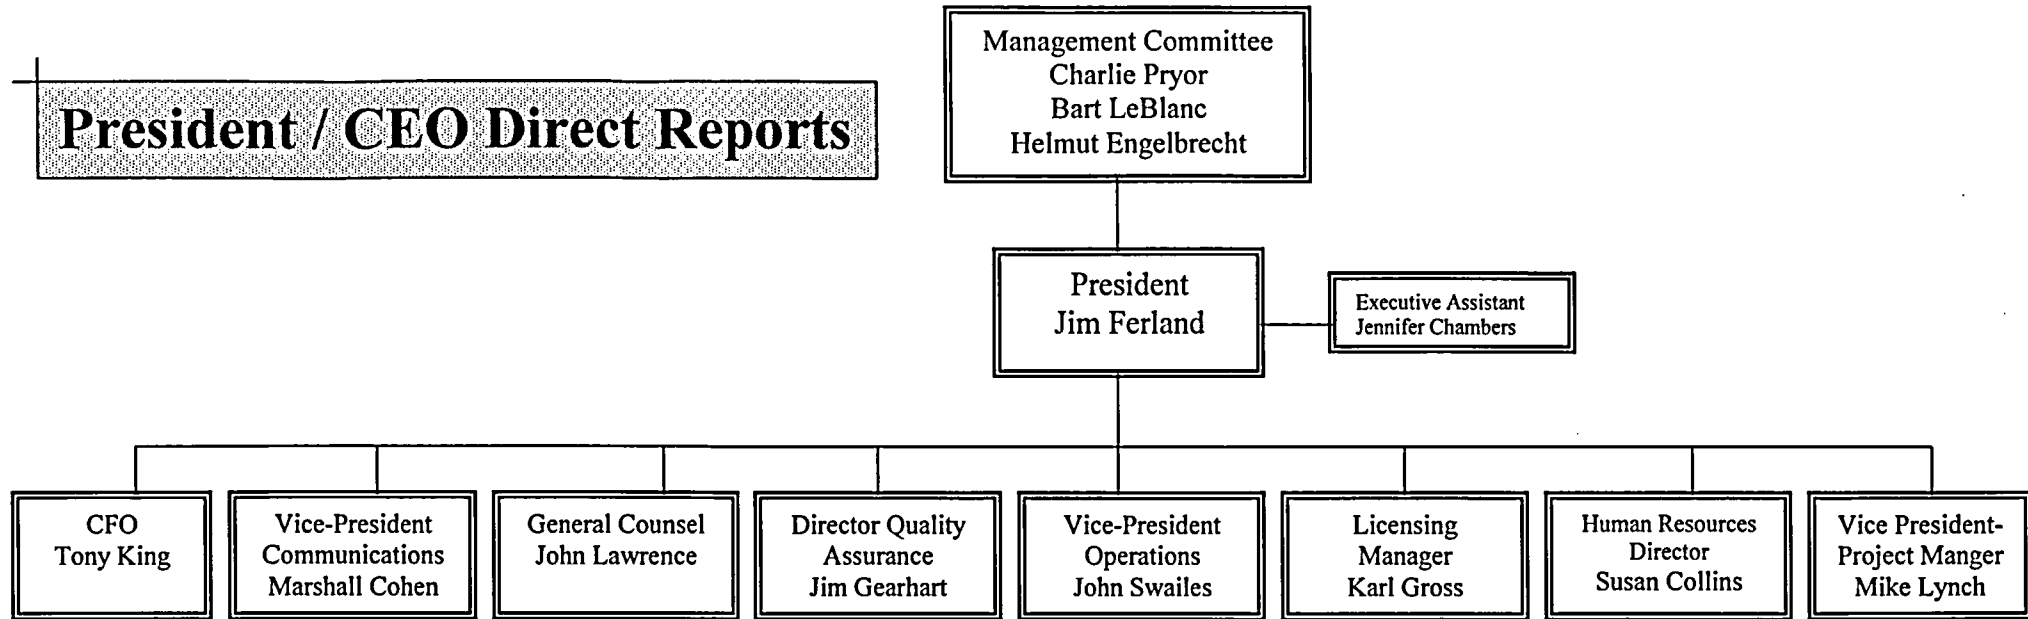 Management Committee
Charlie Pryor
Bart LeBlanc
Helmut Engelbrecht
President / CEO Direct Reports
President
Jim Ferland
Executive Assistant
Jennifer Chambers
CFO
Tony King
Vice-President
Communications
Marshall Cohen
General Counsel
John Lawrence
Director Quality
Assurance
Jim Gearhart
Vice-President
Operations
John Swailes
Licensing
Manager
Karl Gross
Human Resources
Director
Susan Collins
Vice President-
Project Manger
Mike Lynch